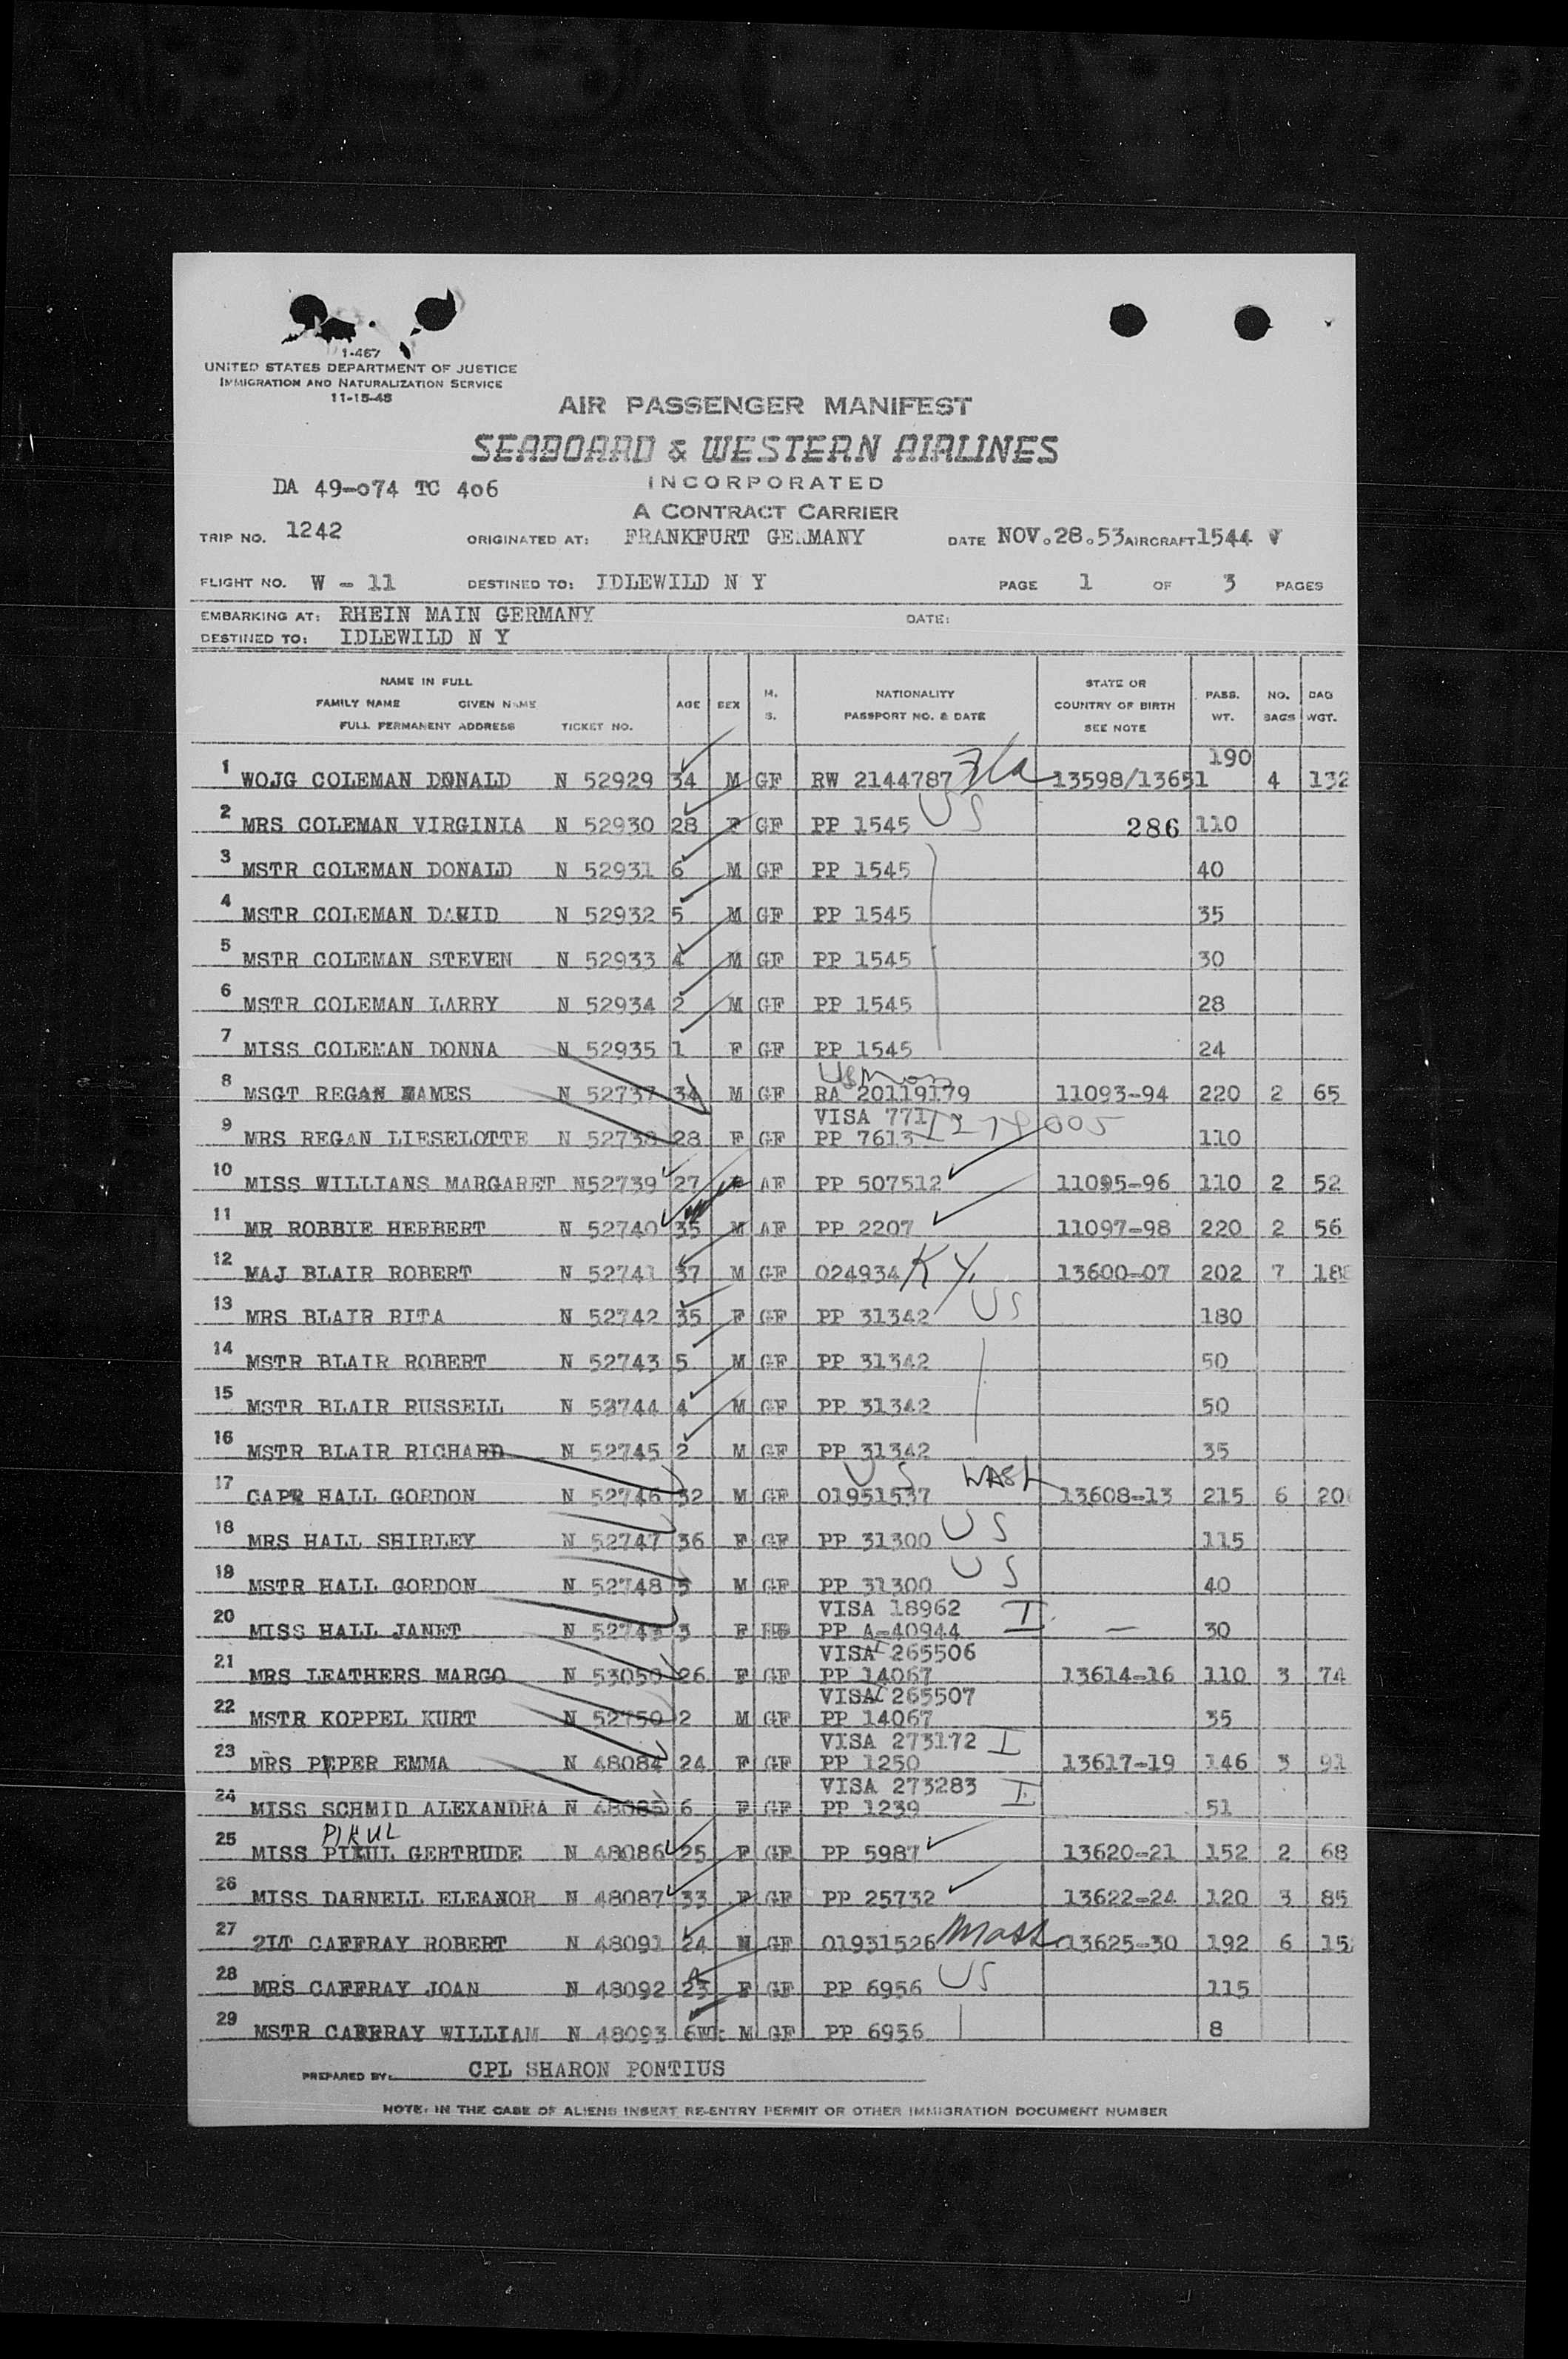 1-467
UNITED STATES DEPARTMENT OF JUSTICE
IMMIGRATION AND NATURALIZATION SERVICE
11-15-48
AIR PASSENGER MANIFEST
SEABOARD & WESTERN AIRLINES
INCORPORATED
DA 49-074 TC 406
A CONTRACT CARRIER
TRIP NO. 1242 ORIGINATED AT: FRANKFURT GERMANY DATE NOV.28.53 AIRCRAFT 1544 V
FLIGHT NO. W - 11 DESTINED TO: IDLEWILD N Y PAGE 1 OF 3 PAGES
EMBARKING AT: RHEIN MAIN GERMANY DATE:
DESTINED TO: IDLEWILD N Y
NAME IN FULL
FAMILY NAME GIVEN NAME
FULL PERMANENT ADDRESS TICKET NO. AGE SEX M. S. NATIONALITY PASSPORT NO. & DATE STATE OR COUNTRY OF BIRTH SEE NOTE PASS. WT. NO. BAGS BAG WGT.
1 WOJG COLEMAN DONALD N 52929 34 M GF RW 2144787 Fla 13598/13651 190 4 132
2 MRS COLEMAN VIRGINIA N 52930 28 F GF PP 1545 US 286 110
3 MSTR COLEMAN DONALD N 52931 6 M GF PP 1545 40
4 MSTR COLEMAN DAVID N 52932 5 M GF PP 1545 35
5 MSTR COLEMAN STEVEN N 52933 4 M GF PP 1545 30
6 MSTR COLEMAN LARRY N 52934 2 M GF PP 1545 28
7 MISS COLEMAN DONNA N 52935 1 F GF PP 1545 24
8 MSGT REGAN JAMES N 52737 34 M GF RA 20119179 11093-94 220 2 65
VISA 771
9 MRS REGAN LIESELOTTE N 52738 28 F GF PP 7613 110
10 MISS WILLIANS MARGARET N52739 27 F AF PP 507512 11095-96 110 2 52
11 MR ROBBIE HERBERT N 52740 35 M AF PP 2207 11097-98 220 2 56
12 MAJ BLAIR ROBERT N 52741 37 M GF 024934 KY. 13600-07 202 7 188
13 MRS BLAIR RITA N 52742 35 F GF PP 31342 US 180
14 MSTR BLAIR ROBERT N 52743 5 M GF PP 31342 50
15 MSTR BLAIR RUSSELL N 52744 4 M GF PP 31342 50
16 MSTR BLAIR RICHARD N 52745 2 M GF PP 31342 35
US WASH
17 CAPT HALL GORDON N 52746 32 M GF 01951537 13608-13 215 6 20
18 MRS HALL SHIRLEY N 52747 36 F GF PP 31300 US 115
19 MSTR HALL GORDON N 52748 5 M GF PP 31300 US 40
VISA 18962 I
20 MISS HALL JANET N 52743 3 F PP A-40944 — 30
VISA 265506
21 MRS LEATHERS MARGO N 53050 26 F GF PP 14067 13614-16 110 3 74
VISA 265507
22 MSTR KOPPEL KURT N 52750 2 M GF PP 14067 35
VISA 273172 I
23 MRS PIPER EMMA N 48084 24 F GF PP 1250 13617-19 146 3 91
VISA 273283 I
24 MISS SCHMID ALEXANDRA N 48085 6 F GF PP 1239 51
PIKUL
25 MISS PIKUL GERTRUDE N 48086 25 F GF PP 5987 13620-21 152 2 68
26 MISS DARNELL ELEANOR N 48087 33 F GF PP 25732 13622-24 120 3 85
27 2LT CAFFRAY ROBERT N 48091 24 M GF 01931526 Mass 13625-30 192 6 15
28 MRS CAFFRAY JOAN N 48092 23 F GF PP 6956 US 115
29 MSTR CAFFRAY WILLIAM N 48093 6WK M GF PP 6956 8
PREPARED BY: CPL SHARON PONTIUS
NOTE: IN THE CASE OF ALIENS INSERT RE-ENTRY PERMIT OR OTHER IMMIGRATION DOCUMENT NUMBER